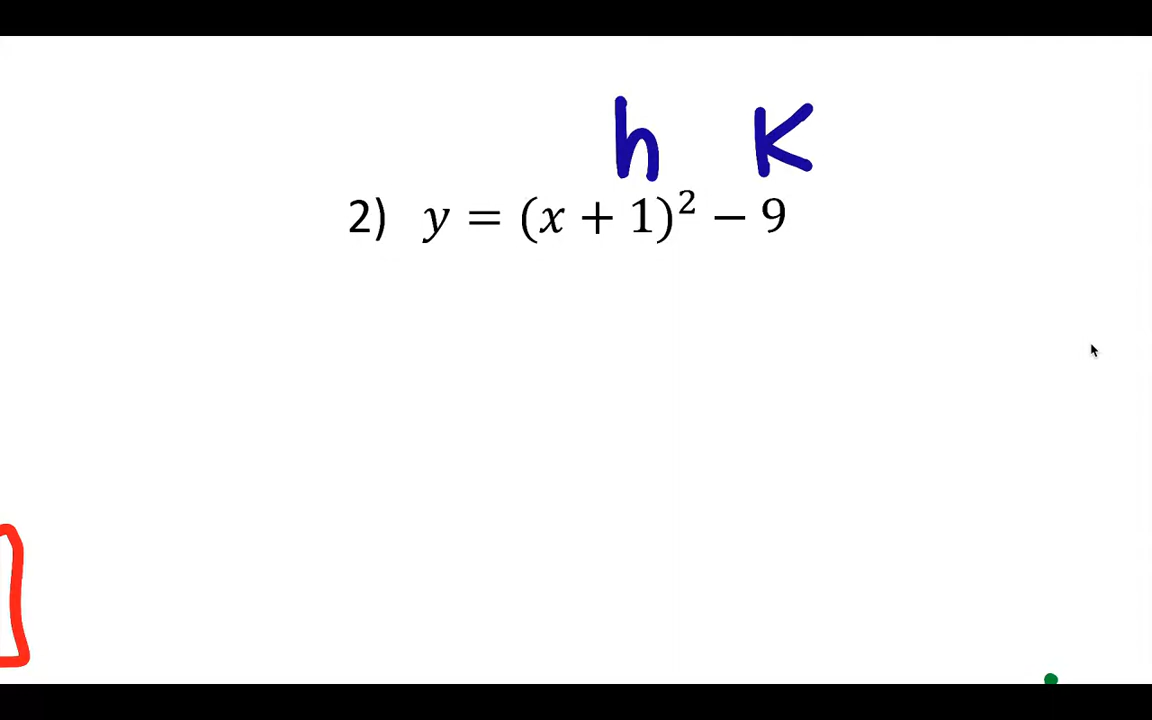 h K
2) y = (x + 1)² − 9